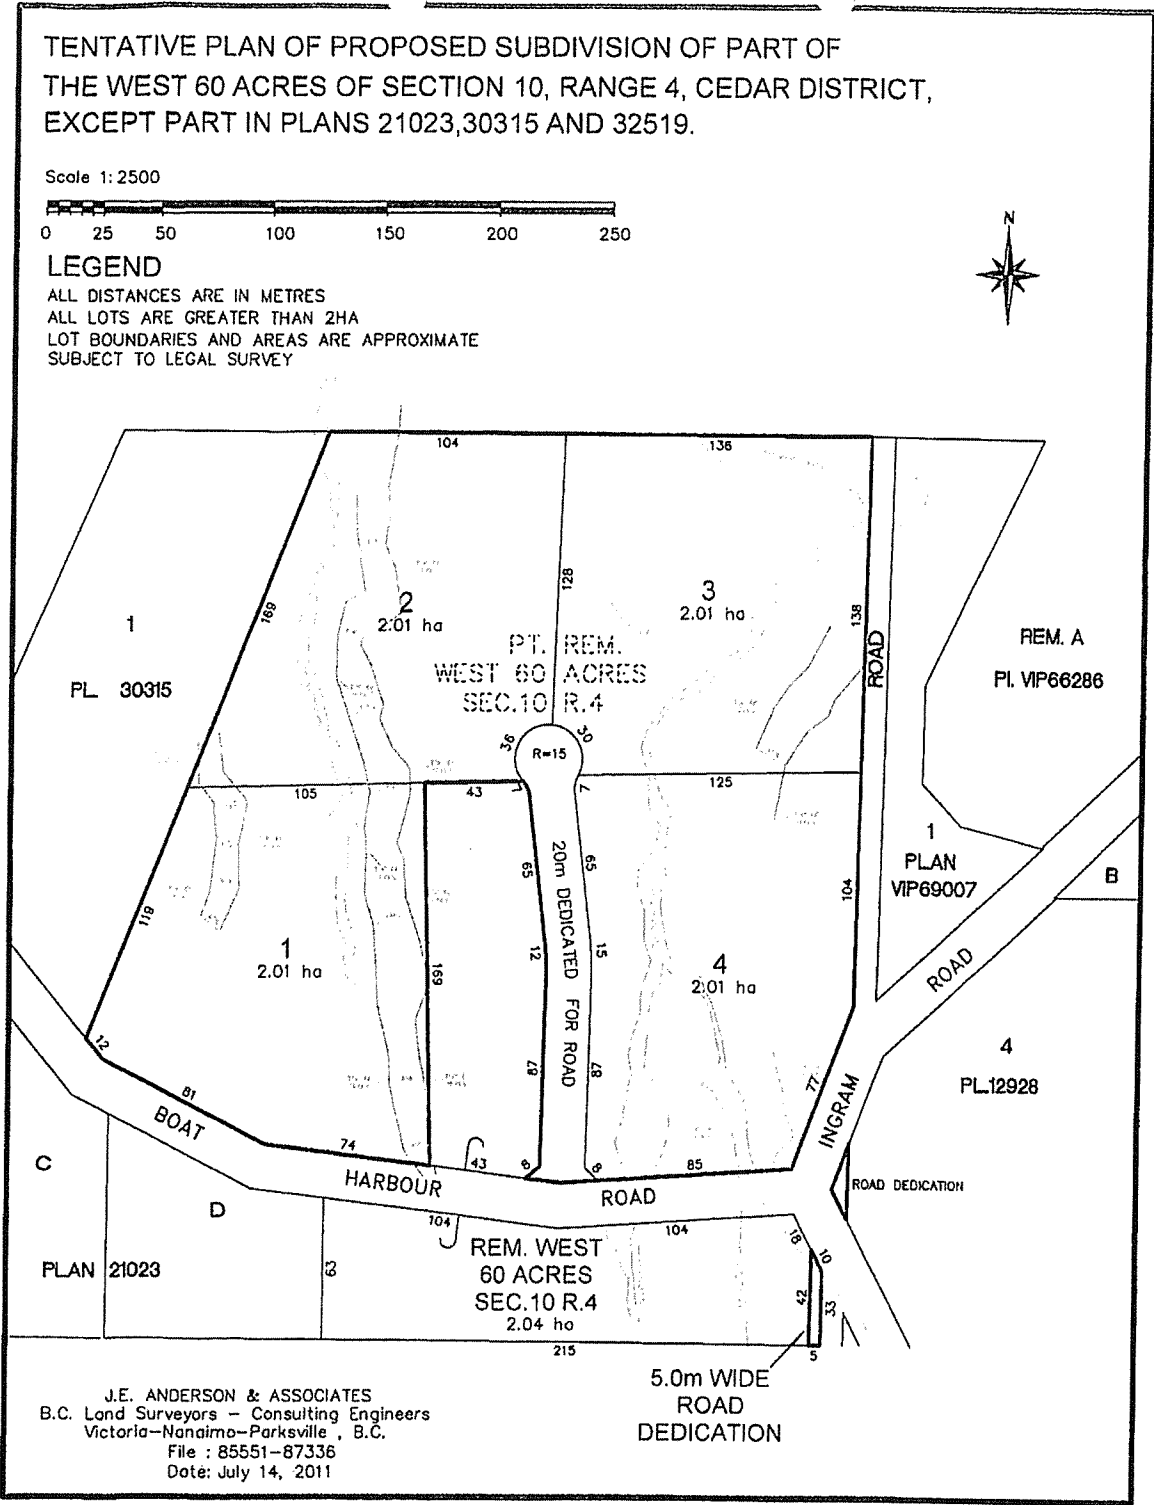 TENTATIVE PLAN OF PROPOSED SUBDIVISION OF PART OF
THE WEST 60 ACRES OF SECTION 10, RANGE 4, CEDAR DISTRICT,
EXCEPT PART IN PLANS 21023,30315 AND 32519.
Scale 1:2500
0 25 50 100 150 200 250
LEGEND
ALL DISTANCES ARE IN METRES
ALL LOTS ARE GREATER THAN 2HA
LOT BOUNDARIES AND AREAS ARE APPROXIMATE
SUBJECT TO LEGAL SURVEY
N
104
136
169
128
138
1
PL. 30315
2
2.01 ha
3
2.01 ha
PT. REM.
WEST 60 ACRES
SEC.10 R.4
ROAD
REM. A
Pl. VIP66286
36
30
R=15
105
43
7
7
125
65
65
20m DEDICATED FOR ROAD
104
1
PLAN
VIP69007
B
119
1
2.01 ha
169
12
15
4
2.01 ha
ROAD
12
81
87
87
77
INGRAM
4
PL.12928
BOAT
74
43
8
8
85
HARBOUR
ROAD
ROAD DEDICATION
C
D
104
104
18
10
PLAN 21023
63
REM. WEST
60 ACRES
SEC.10 R.4
2.04 ha
42
33
215
5
5.0m WIDE
ROAD
DEDICATION
J.E. ANDERSON & ASSOCIATES
B.C. Land Surveyors – Consulting Engineers
Victoria–Nanaimo–Parksville , B.C.
File : 85551–87336
Date: July 14, 2011